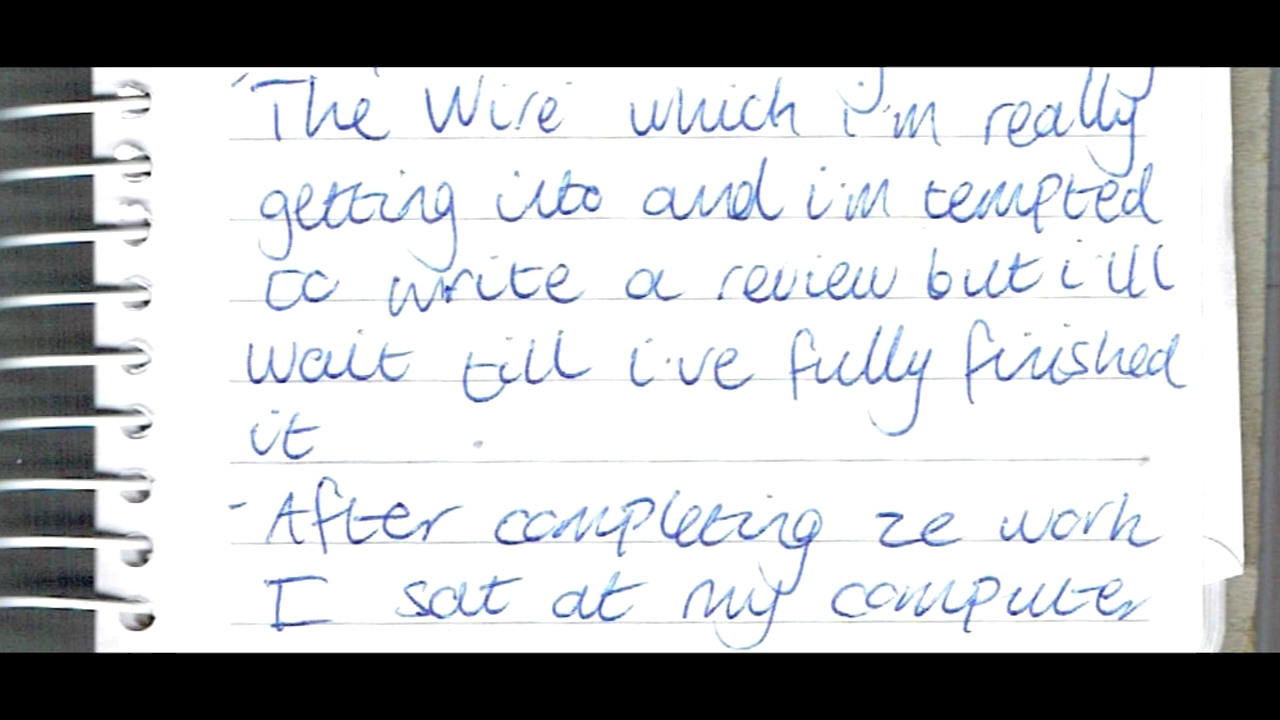 'The Wire' which i'm really
getting into and i'm tempted
to write a review but i'll
wait till i've fully finished
it
- After completing ze work
I sat at my computer